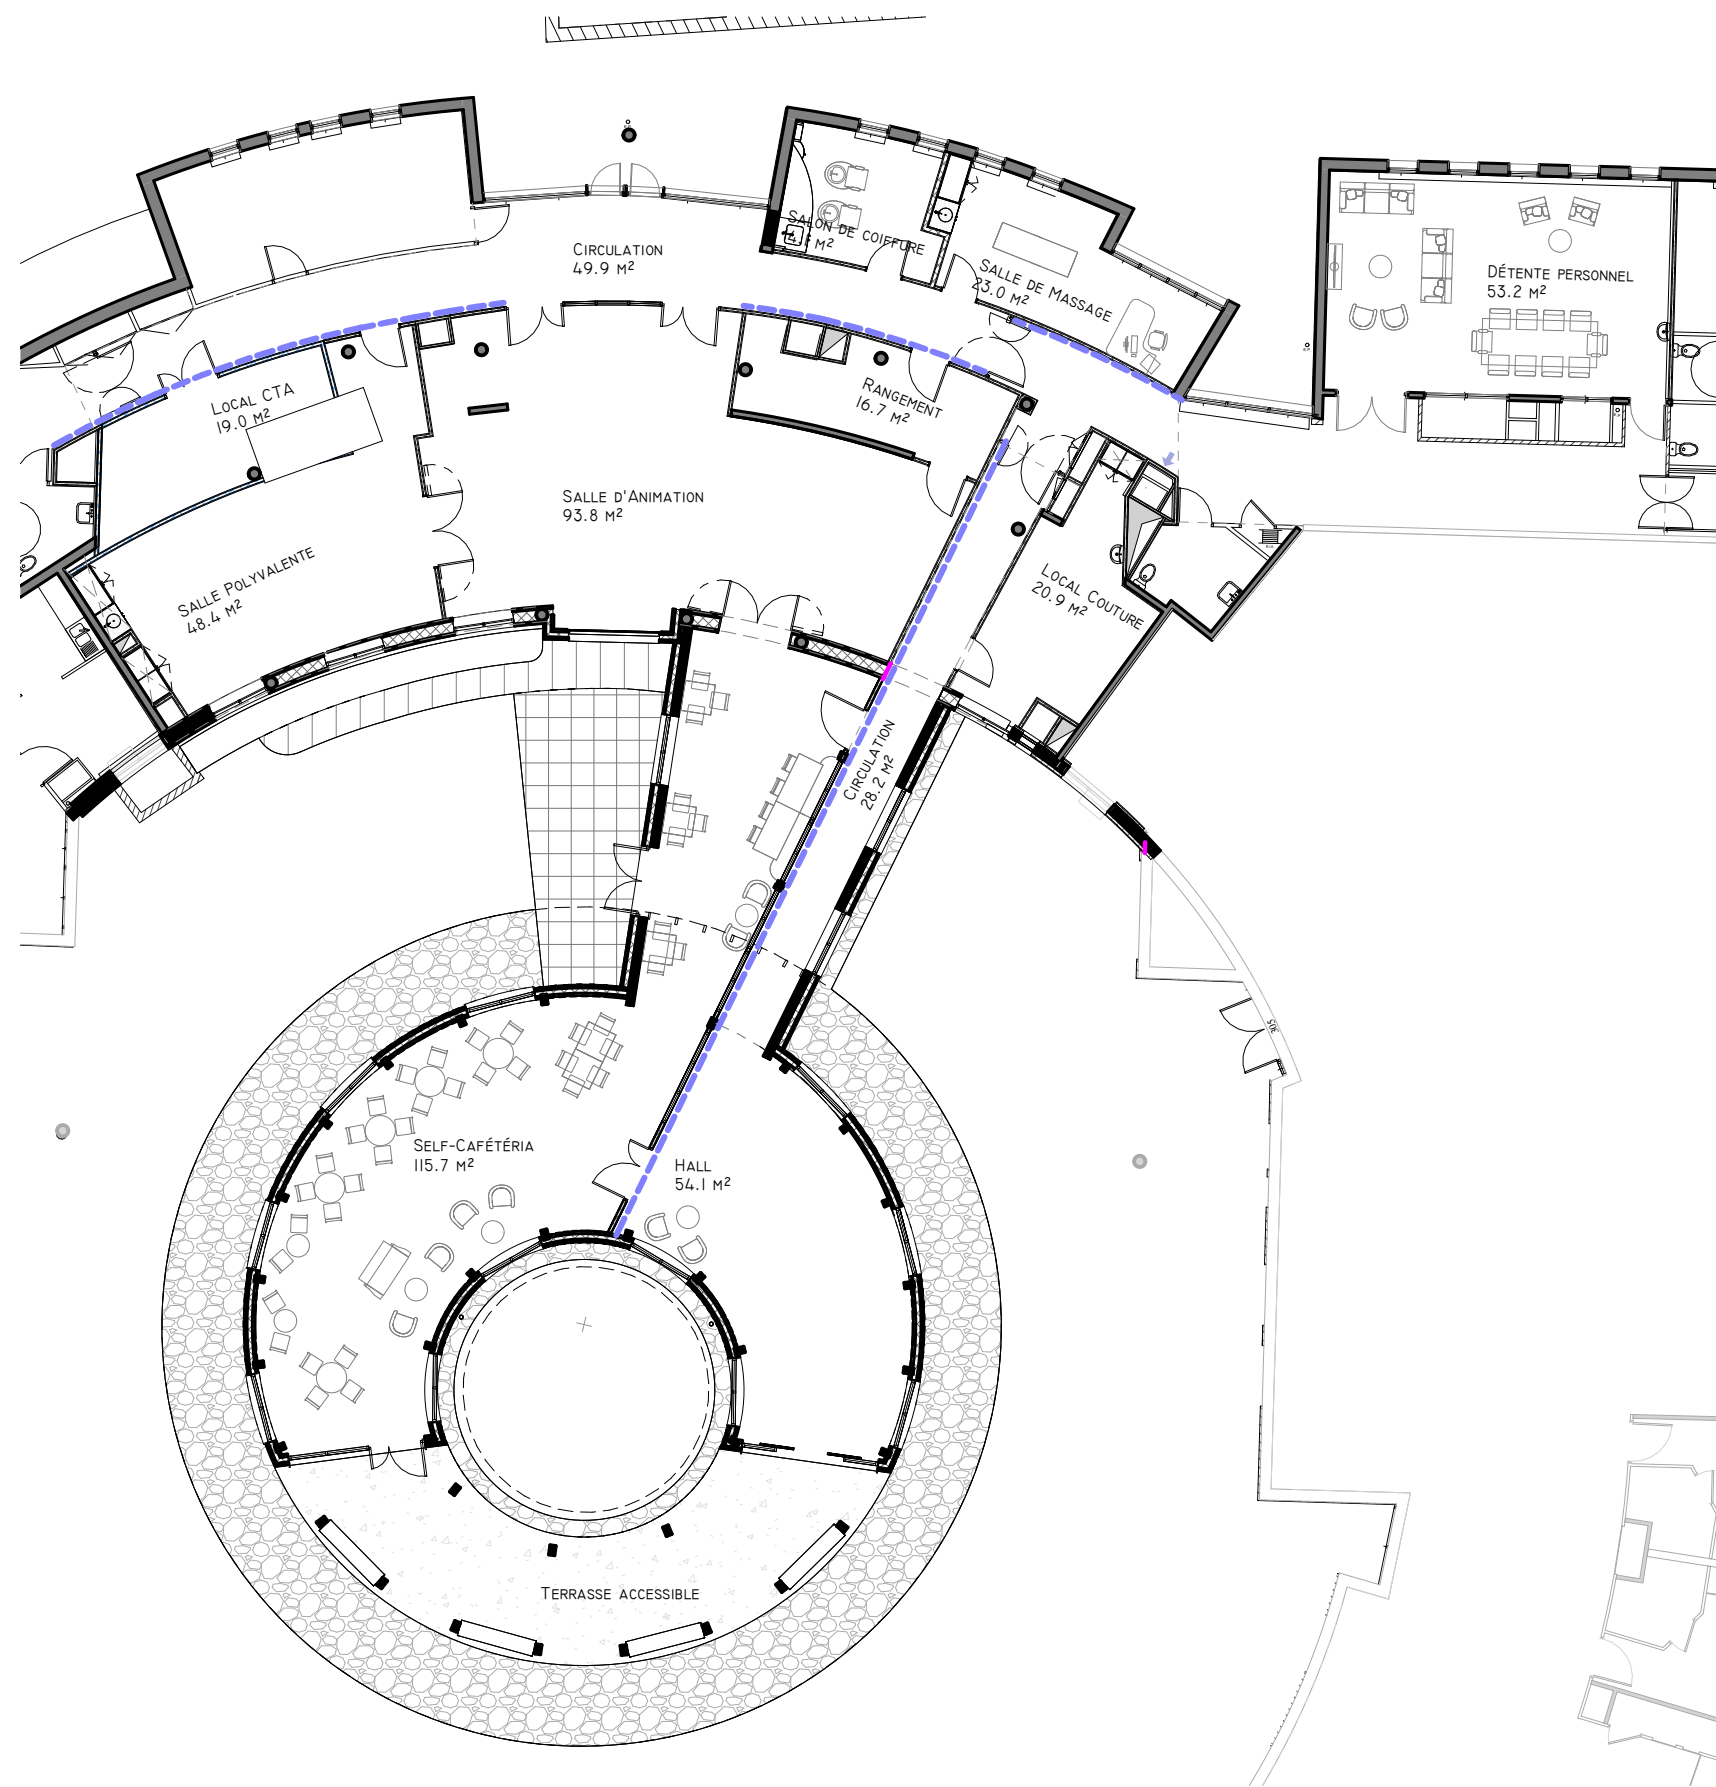 Circulation
49.9 m²
Salon de coiffure
Salle de Massage
23.0 m²
Détente personnel
53.2 m²
Local CTA
19.0 m²
Rangement
16.7 m²
Salle d'Animation
93.8 m²
Salle Polyvalente
48.4 m²
Local Couture
20.9 m²
Circulation
28.2 m²
305
Self-Cafétéria
115.7 m²
Hall
54.1 m²
Terrasse accessible